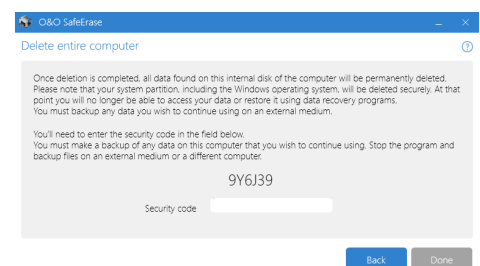 O&O SafeErase
Delete entire computer
Once deletion is completed, all data found on this internal disk of the computer will be permanently deleted.
Please note that your system partition, including the Windows operating system, will be deleted securely. At that
point you will no longer be able to access your data or restore it using data recovery programs.
You must backup any data you wish to continue using on an external medium.
You'll need to enter the security code in the field below.
You must make a backup of any data on this computer that you wish to continue using. Stop the program and
backup files on an external medium or a different computer.
9Y6J39
Security code
Back Done